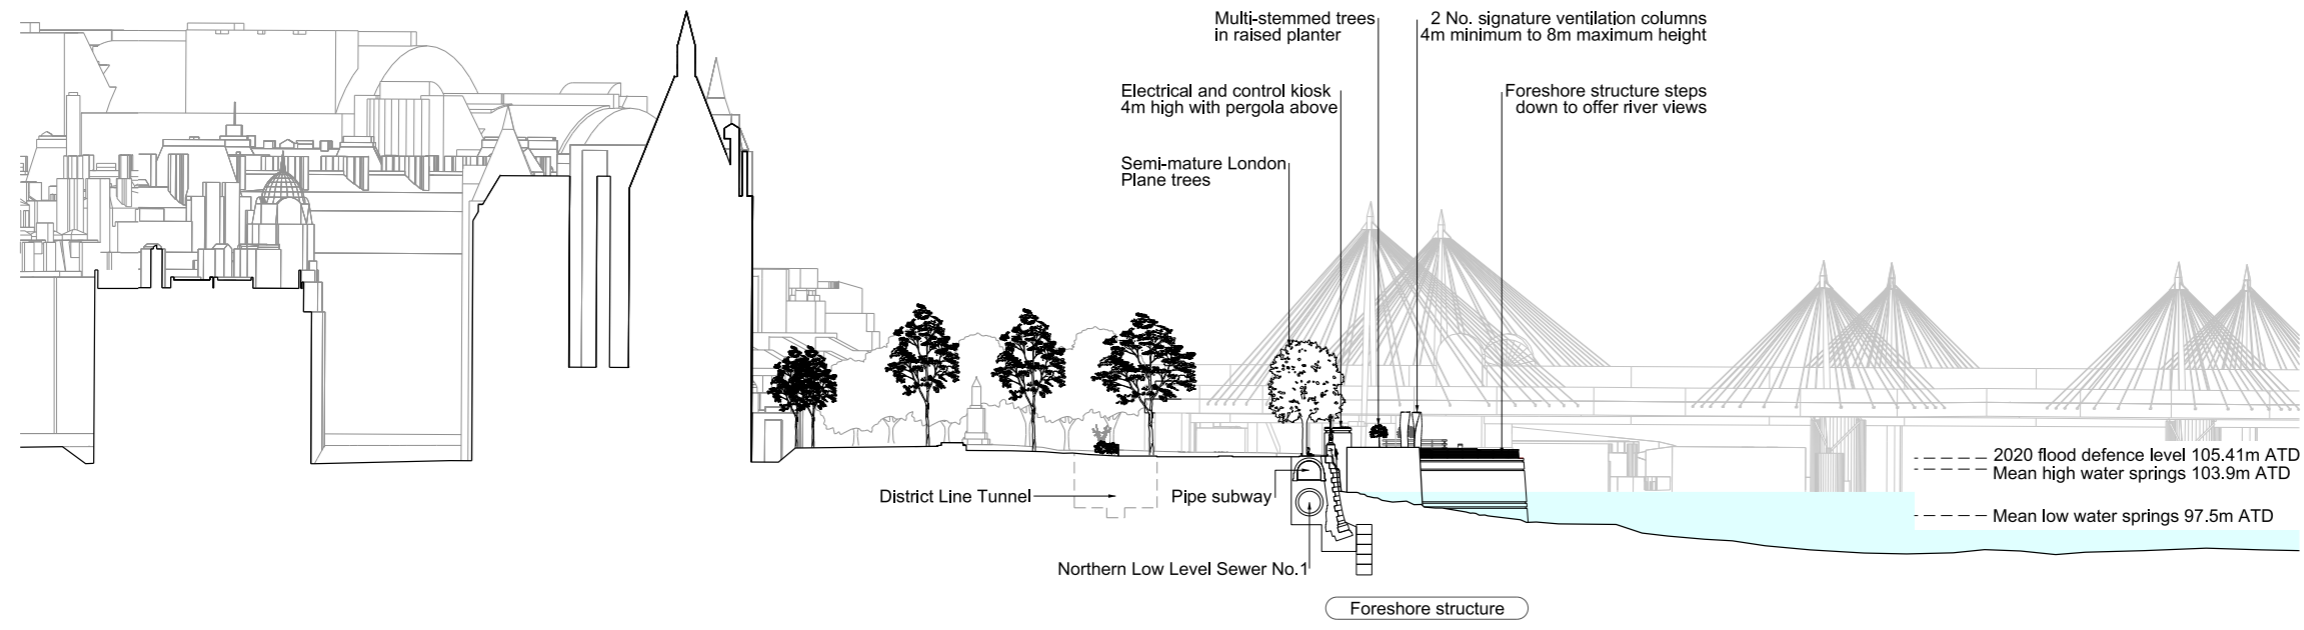 Multi-stemmed trees
in raised planter
2 No. signature ventilation columns
4m minimum to 8m maximum height
Electrical and control kiosk
4m high with pergola above
Foreshore structure steps
down to offer river views
Semi-mature London
Plane trees
2020 flood defence level 105.41m ATD
Mean high water springs 103.9m ATD
District Line Tunnel
Pipe subway
Mean low water springs 97.5m ATD
Northern Low Level Sewer No.1
Foreshore structure